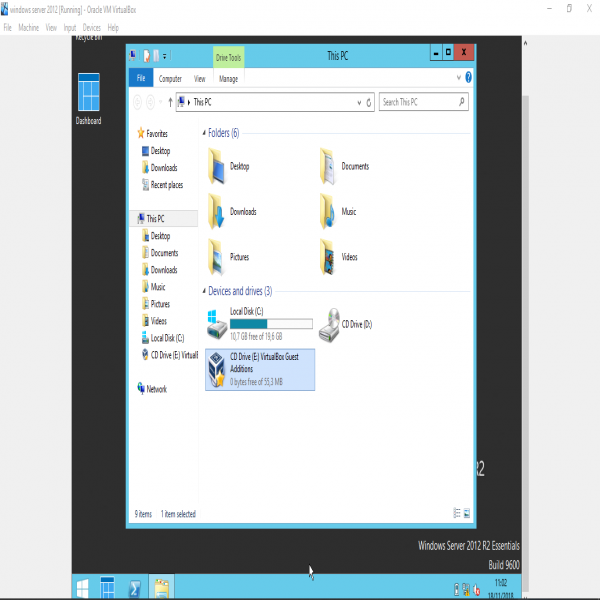 windows server 2012 [Running] - Oracle VM VirtualBox
File Machine View Input Devices Help
Recycle Bin
Drive Tools
This PC
File Computer View Manage
This PC
Search This PC
Dashboard
Favorites
Desktop
Downloads
Recent places
This PC
Desktop
Documents
Downloads
Music
Pictures
Videos
Local Disk (C:)
CD Drive (E:) Virtual
Network
Folders (6)
Desktop
Documents
Downloads
Music
Pictures
Videos
Devices and drives (3)
Local Disk (C:)
10,7 GB free of 19,6 GB
CD Drive (D:)
CD Drive (E:) VirtualBox Guest
Additions
0 bytes free of 55,3 MB
9 items 1 item selected
R2
Windows Server 2012 R2 Essentials
Build 9600
11:02
18/11/2018